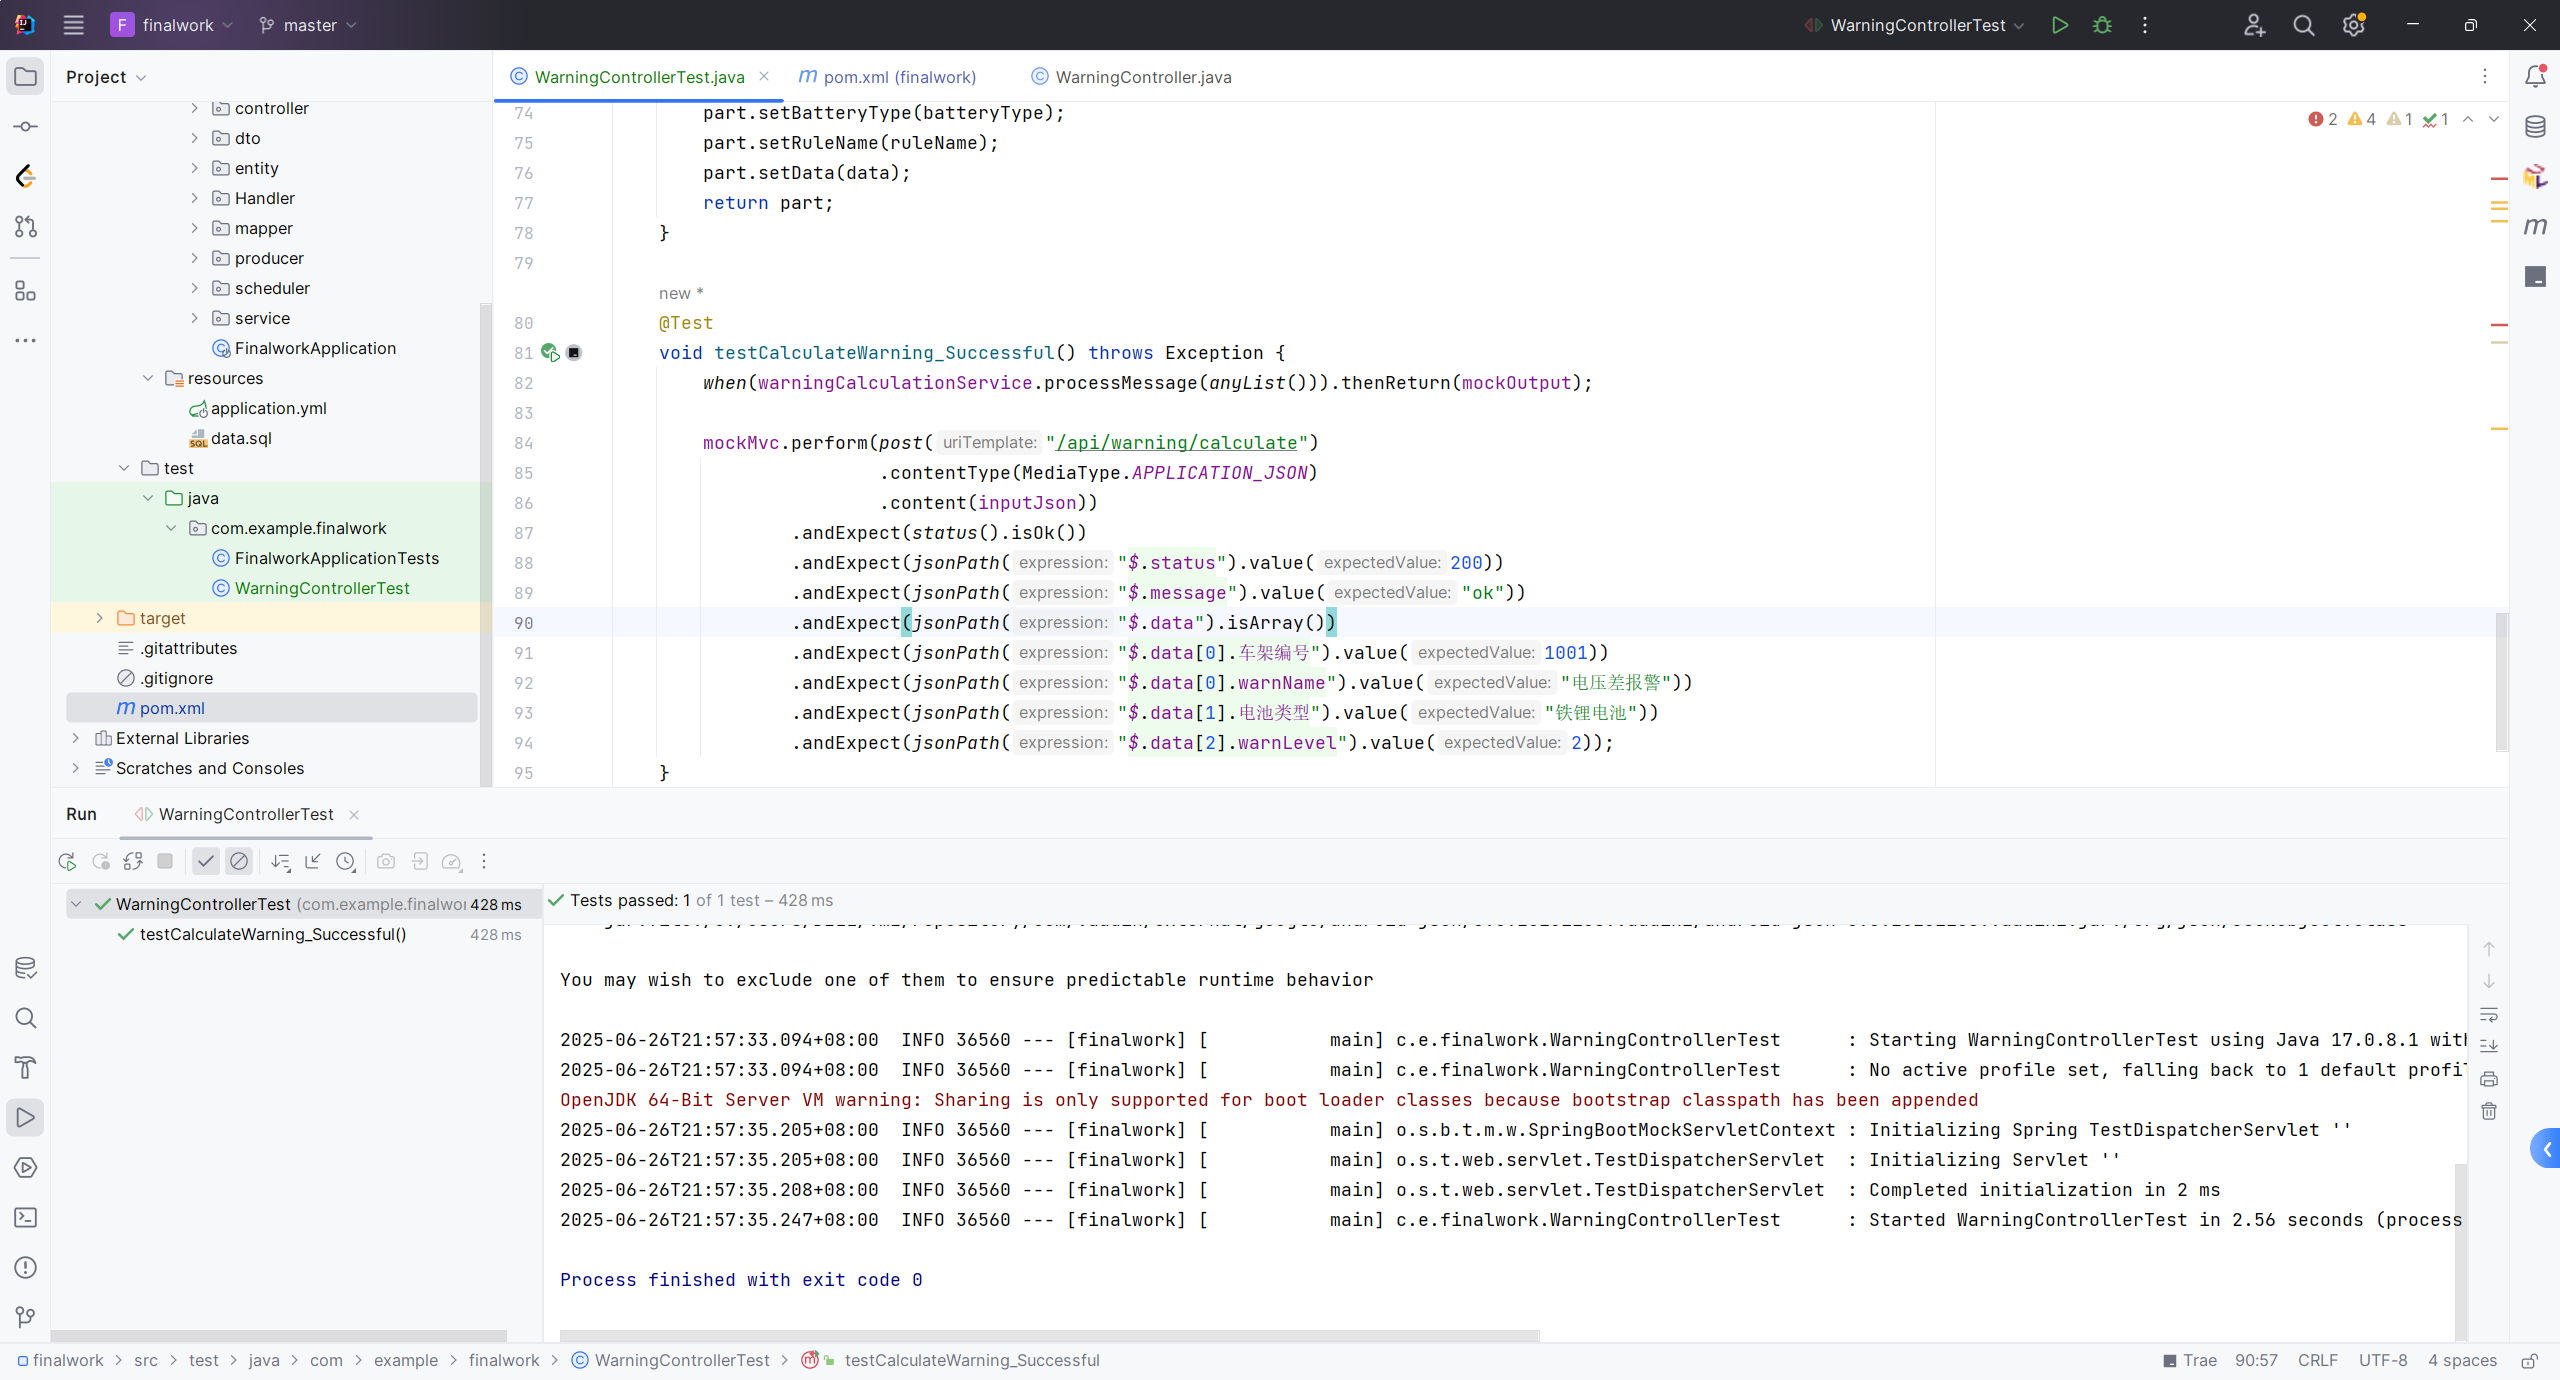 F finalwork master WarningControllerTest
Project
WarningControllerTest.java
pom.xml (finalwork)
WarningController.java
controller
dto
entity
Handler
mapper
producer
scheduler
service
FinalworkApplication
resources
application.yml
data.sql
test
java
com.example.finalwork
FinalworkApplicationTests
WarningControllerTest
target
.gitattributes
.gitignore
pom.xml
External Libraries
Scratches and Consoles
2 4 1 1
74 part.setBatteryType(batteryType);
75 part.setRuleName(ruleName);
76 part.setData(data);
77 return part;
78 }
79
new *
80 @Test
81 void testCalculateWarning_Successful() throws Exception {
82 when(warningCalculationService.processMessage(anyList())).thenReturn(mockOutput);
83
84 mockMvc.perform(post( uriTemplate: "/api/warning/calculate")
85 .contentType(MediaType.APPLICATION_JSON)
86 .content(inputJson))
87 .andExpect(status().isOk())
88 .andExpect(jsonPath( expression: "$.status").value( expectedValue: 200))
89 .andExpect(jsonPath( expression: "$.message").value( expectedValue: "ok"))
90 .andExpect(jsonPath( expression: "$.data").isArray())
91 .andExpect(jsonPath( expression: "$.data[0].车架编号").value( expectedValue: 1001))
92 .andExpect(jsonPath( expression: "$.data[0].warnName").value( expectedValue: "电压差报警"))
93 .andExpect(jsonPath( expression: "$.data[1].电池类型").value( expectedValue: "铁锂电池"))
94 .andExpect(jsonPath( expression: "$.data[2].warnLevel").value( expectedValue: 2));
95 }
Run WarningControllerTest
WarningControllerTest (com.example.finalwor 428 ms
testCalculateWarning_Successful() 428 ms
Tests passed: 1 of 1 test – 428 ms
You may wish to exclude one of them to ensure predictable runtime behavior
2025-06-26T21:57:33.094+08:00  INFO 36560 --- [finalwork] [           main] c.e.finalwork.WarningControllerTest      : Starting WarningControllerTest using Java 17.0.8.1 with
2025-06-26T21:57:33.094+08:00  INFO 36560 --- [finalwork] [           main] c.e.finalwork.WarningControllerTest      : No active profile set, falling back to 1 default profil
OpenJDK 64-Bit Server VM warning: Sharing is only supported for boot loader classes because bootstrap classpath has been appended
2025-06-26T21:57:35.205+08:00  INFO 36560 --- [finalwork] [           main] o.s.b.t.m.w.SpringBootMockServletContext : Initializing Spring TestDispatcherServlet ''
2025-06-26T21:57:35.205+08:00  INFO 36560 --- [finalwork] [           main] o.s.t.web.servlet.TestDispatcherServlet  : Initializing Servlet ''
2025-06-26T21:57:35.208+08:00  INFO 36560 --- [finalwork] [           main] o.s.t.web.servlet.TestDispatcherServlet  : Completed initialization in 2 ms
2025-06-26T21:57:35.247+08:00  INFO 36560 --- [finalwork] [           main] c.e.finalwork.WarningControllerTest      : Started WarningControllerTest in 2.56 seconds (process
Process finished with exit code 0
finalwork > src > test > java > com > example > finalwork > WarningControllerTest > testCalculateWarning_Successful
Trae 90:57 CRLF UTF-8 4 spaces